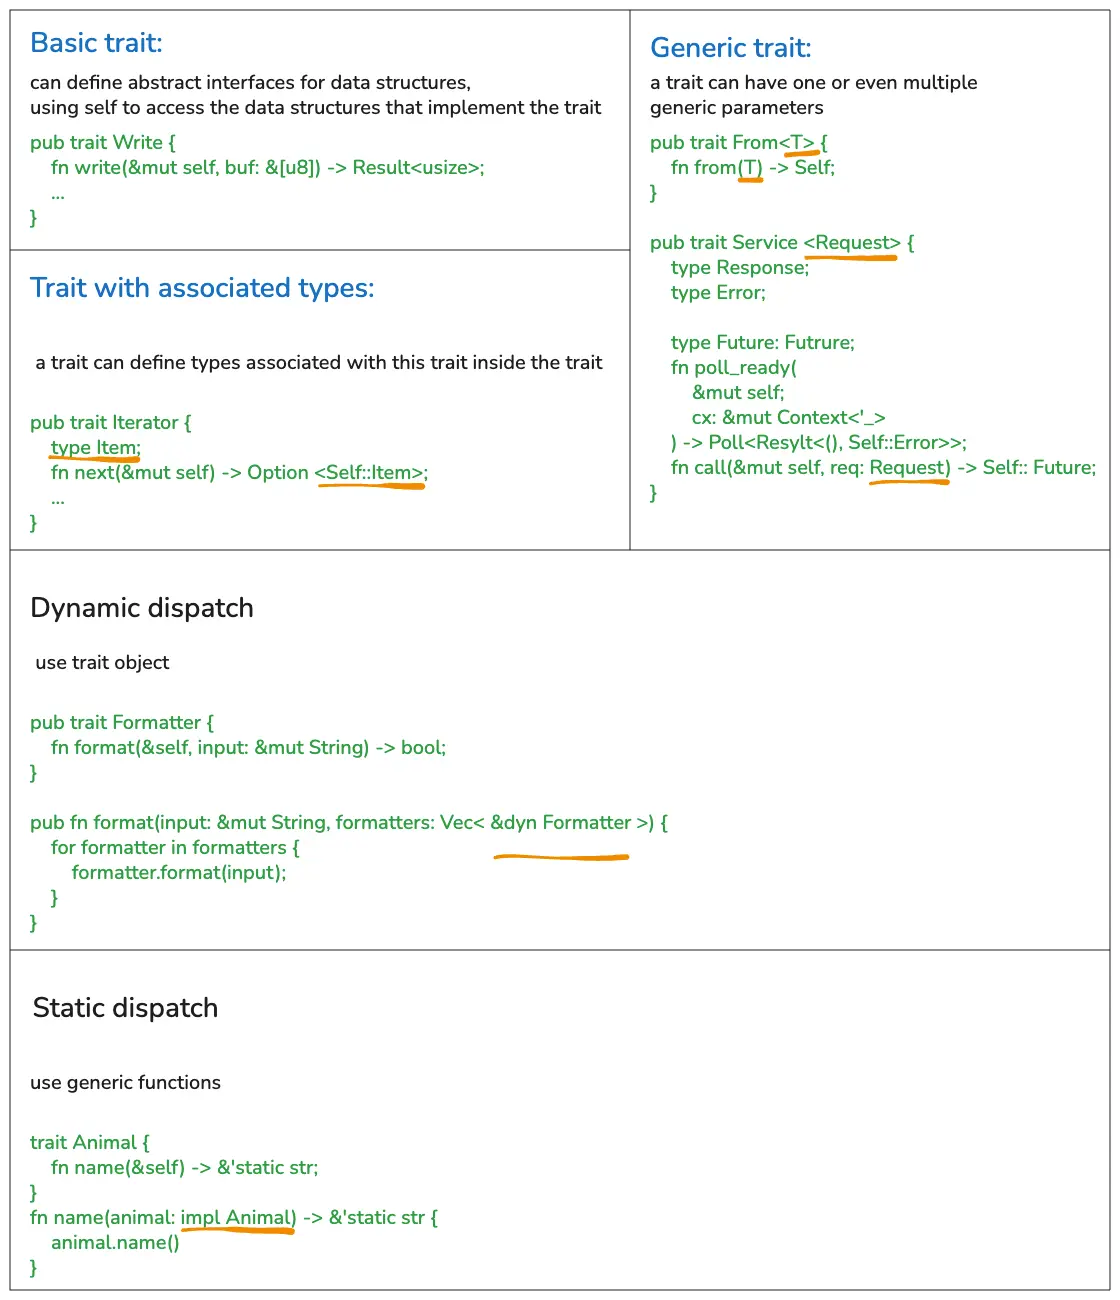 Basic trait:
can define abstract interfaces for data structures,
using self to access the data structures that implement the trait
pub trait Write {
fn write(&mut self, buf: &[u8]) -> Result<usize>;
...
}
Trait with associated types:
a trait can define types associated with this trait inside the trait
pub trait Iterator {
type Item;
fn next(&mut self) -> Option <Self::Item>;
...
}
Generic trait:
a trait can have one or even multiple
generic parameters
pub trait From<T> {
fn from(T) -> Self;
}
pub trait Service <Request> {
type Response;
type Error;
type Future: Futrure;
fn poll_ready(
&mut self;
cx: &mut Context<'_>
) -> Poll<Resylt<(), Self::Error>>;
fn call(&mut self, req: Request) -> Self:: Future;
}
Dynamic dispatch
use trait object
pub trait Formatter {
fn format(&self, input: &mut String) -> bool;
}
pub fn format(input: &mut String, formatters: Vec< &dyn Formatter >) {
for formatter in formatters {
formatter.format(input);
}
}
Static dispatch
use generic functions
trait Animal {
fn name(&self) -> &'static str;
}
fn name(animal: impl Animal) -> &'static str {
animal.name()
}